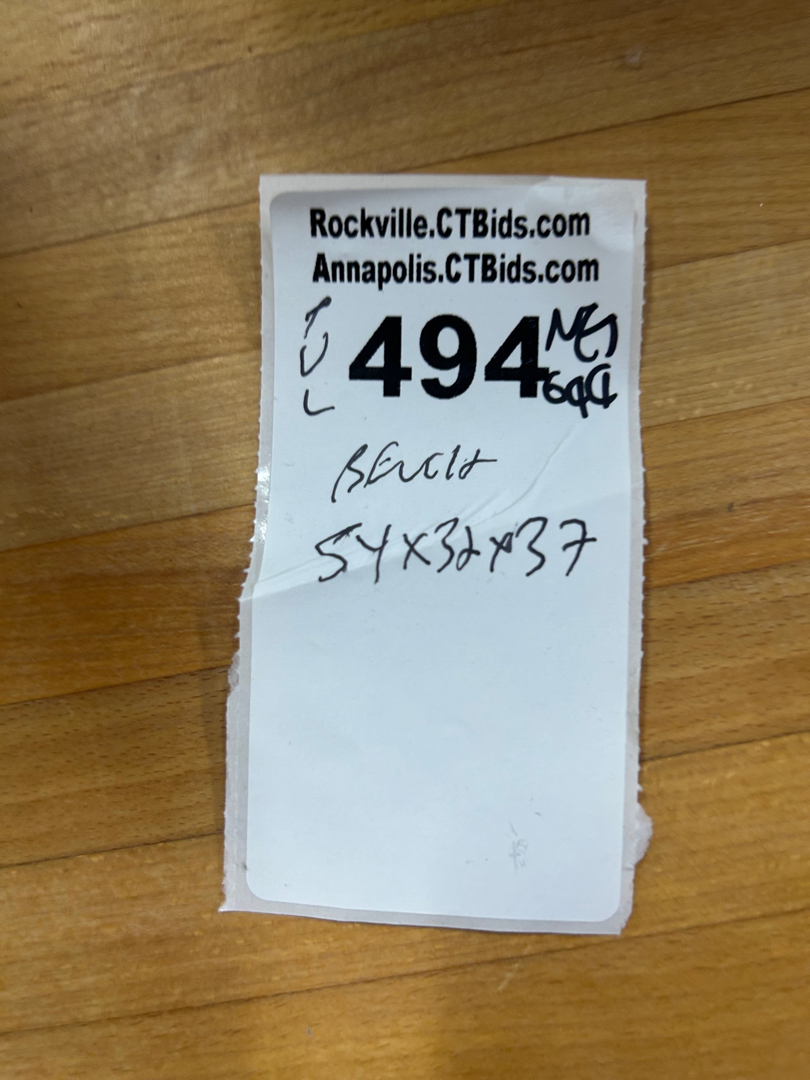 Rockville.CTBids.com
Annapolis.CTBids.com
494
BENCH
54x32x37